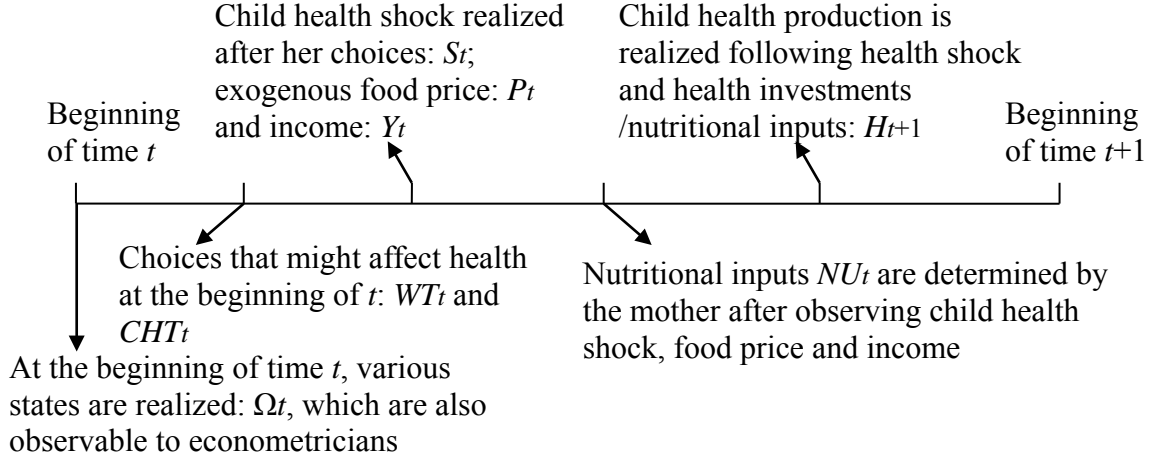 Child health shock realized
after her choices: St;
exogenous food price: Pt
and income: Yt
Child health production is
realized following health shock
and health investments
/nutritional inputs: Ht+1
Beginning
of time t
Beginning
of time t+1
Choices that might affect health
at the beginning of t: WTt and
CHTt
Nutritional inputs NUt are determined by
the mother after observing child health
shock, food price and income
At the beginning of time t, various
states are realized: Ωt, which are also
observable to econometricians